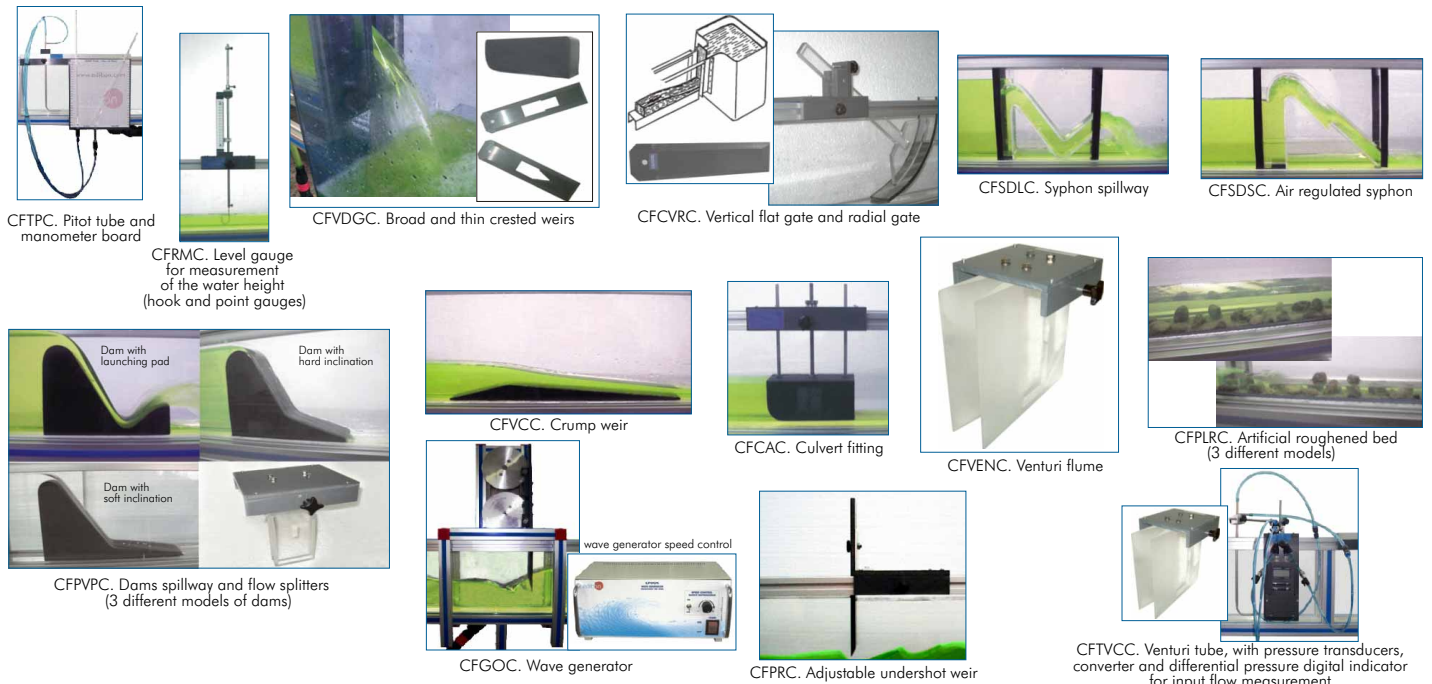 CFTPC. Pitot tube and
manometer board
CFRMC. Level gauge
for measurement
of the water height
(hook and point gauges)
CFVDGC. Broad and thin crested weirs
CFCVRC. Vertical flat gate and radial gate
CFSDLC. Syphon spillway
CFSDSC. Air regulated syphon
Dam with
launching pad
Dam with
hard inclination
Dam with
soft inclination
CFPVPC. Dams spillway and flow splitters
(3 different models of dams)
CFVCC. Crump weir
CFCAC. Culvert fitting
CFVENC. Venturi flume
CFPLRC. Artificial roughened bed
(3 different models)
wave generator speed control
CFGOC. Wave generator
CFPRC. Adjustable undershot weir
CFTVCC. Venturi tube, with pressure transducers,
converter and differential pressure digital indicator
for input flow measurement